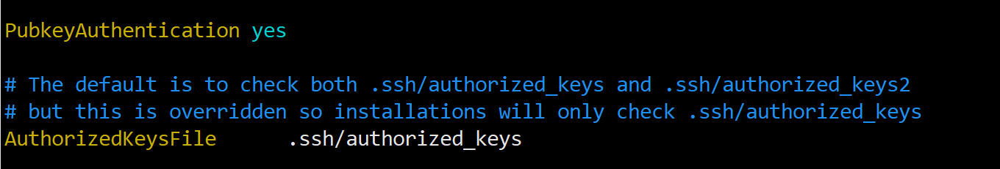 PubkeyAuthentication yes
# The default is to check both .ssh/authorized_keys and .ssh/authorized_keys2
# but this is overridden so installations will only check .ssh/authorized_keys
AuthorizedKeysFile      .ssh/authorized_keys